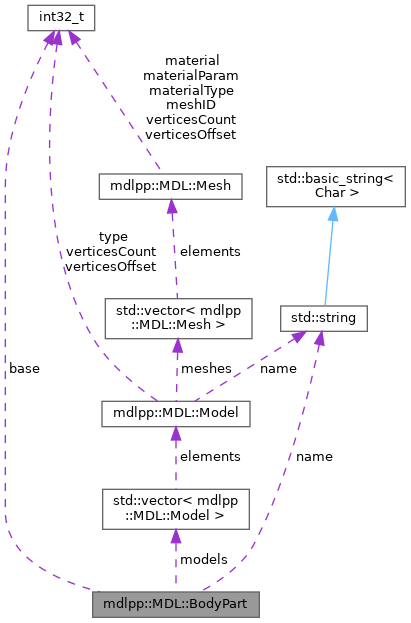 int32_t
material
materialParam
materialType
meshID
verticesCount
verticesOffset
mdlpp::MDL::Mesh
std::basic_string<
Char >
type
verticesCount
verticesOffset
elements
std::vector< mdlpp
::MDL::Mesh >
std::string
base
meshes
name
mdlpp::MDL::Model
elements
name
std::vector< mdlpp
::MDL::Model >
models
mdlpp::MDL::BodyPart